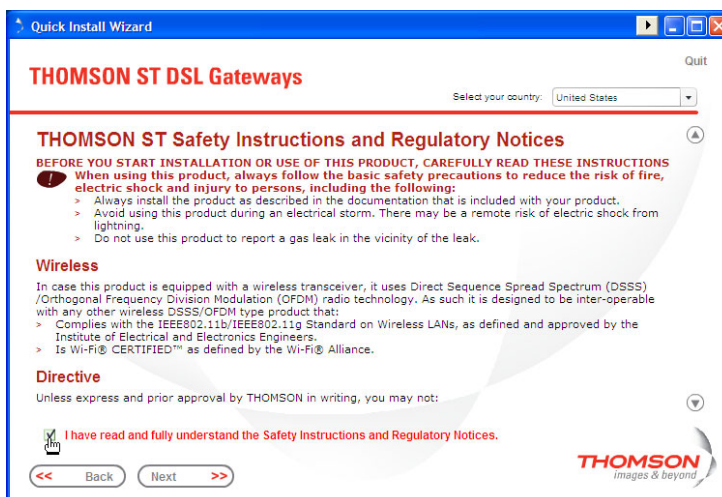 Quick Install Wizard
Quit
THOMSON ST DSL Gateways
Select your country: United States
THOMSON ST Safety Instructions and Regulatory Notices
BEFORE YOU START INSTALLATION OR USE OF THIS PRODUCT, CAREFULLY READ THESE INSTRUCTIONS
! When using this product, always follow the basic safety precautions to reduce the risk of fire,
electric shock and injury to persons, including the following:
> Always install the product as described in the documentation that is included with your product.
> Avoid using this product during an electrical storm. There may be a remote risk of electric shock from
lightning.
> Do not use this product to report a gas leak in the vicinity of the leak.
Wireless
In case this product is equipped with a wireless transceiver, it uses Direct Sequence Spread Spectrum (DSSS)
/Orthogonal Frequency Division Modulation (OFDM) radio technology. As such it is designed to be inter-operable
with any other wireless DSSS/OFDM type product that:
> Complies with the IEEE802.11b/IEEE802.11g Standard on Wireless LANs, as defined and approved by the
Institute of Electrical and Electronics Engineers.
> Is Wi-Fi® CERTIFIED™ as defined by the Wi-Fi® Alliance.
Directive
Unless express and prior approval by THOMSON in writing, you may not:
I have read and fully understand the Safety Instructions and Regulatory Notices.
<< Back
Next >>
THOMSON
images & beyond